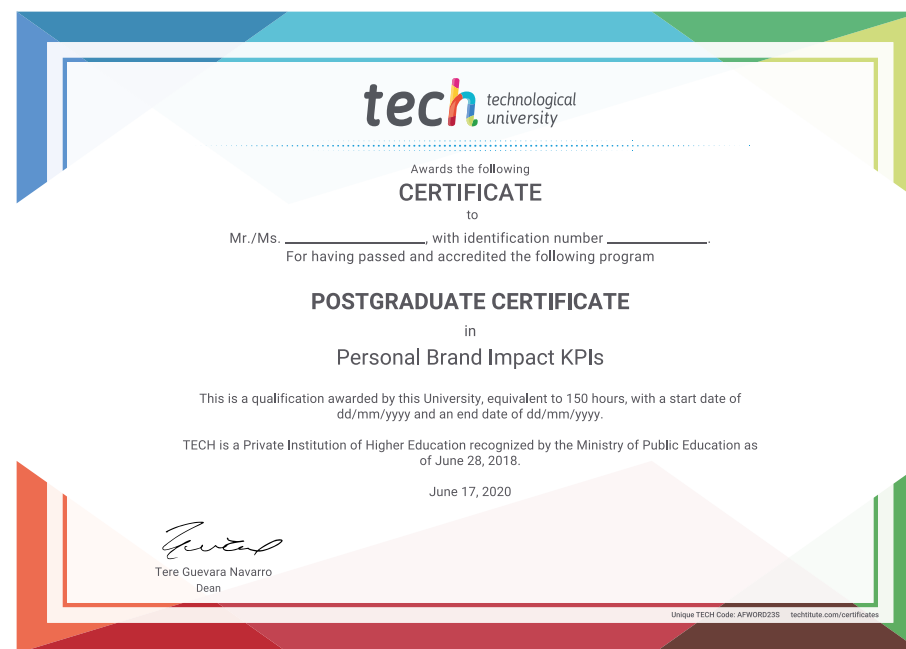 tech technological
university
Awards the following
CERTIFICATE
to
Mr./Ms. ____________________, with identification number ______________.
For having passed and accredited the following program
POSTGRADUATE CERTIFICATE
in
Personal Brand Impact KPIs
This is a qualification awarded by this University, equivalent to 150 hours, with a start date of
dd/mm/yyyy and an end date of dd/mm/yyyy.
TECH is a Private Institution of Higher Education recognized by the Ministry of Public Education as
of June 28, 2018.
June 17, 2020
Tere Guevara Navarro
Dean
Unique TECH Code: AFWORD23S techtitute.com/certificates